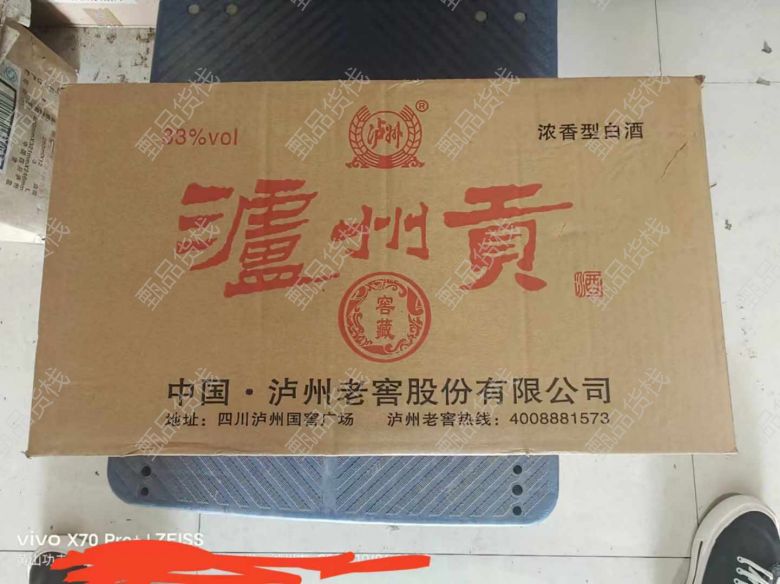 33%vol
泸州
®
浓香型白酒
瀘州贡
酒
窖藏
中国·泸州老窖股份有限公司
地址：四川泸州国窖广场 泸州老窖热线：4008881573
vivo X70 Pro+ | ZEISS
甄品货栈